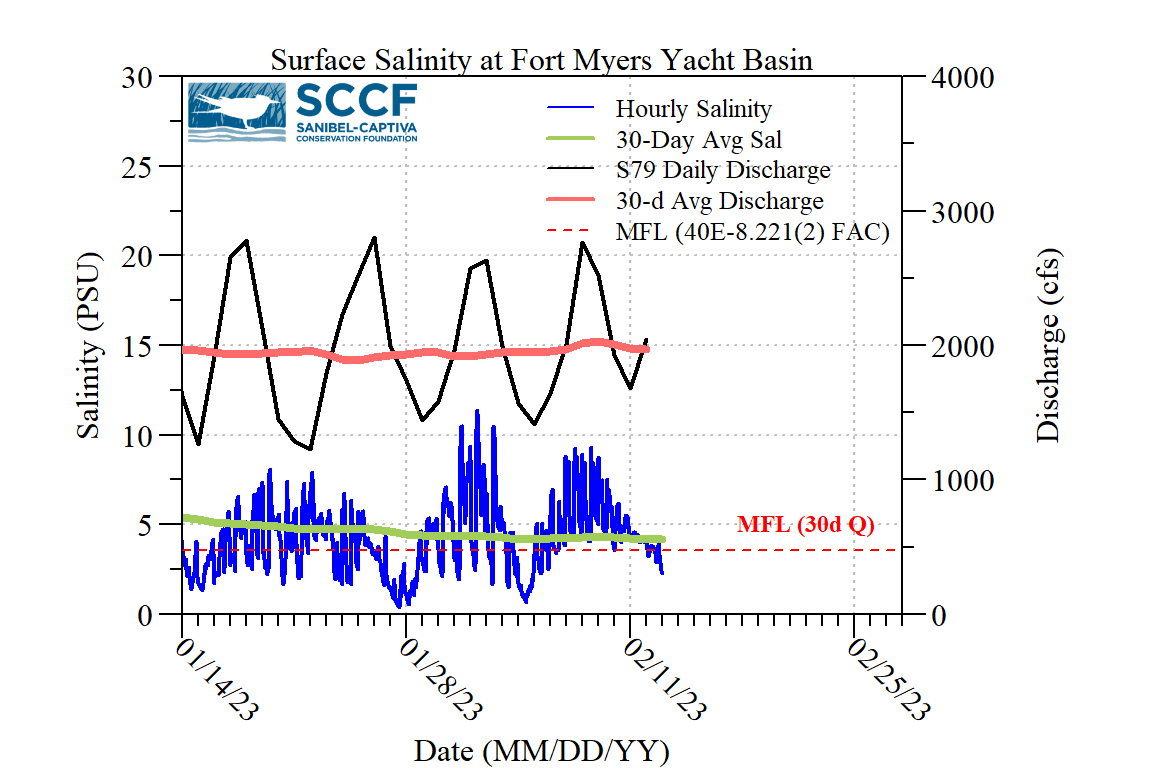 Surface Salinity at Fort Myers Yacht Basin
SCCF
SANIBEL-CAPTIVA
CONSERVATION FOUNDATION
Hourly Salinity
30-Day Avg Sal
S79 Daily Discharge
30-d Avg Discharge
MFL (40E-8.221(2) FAC)
MFL (30d Q)
Salinity (PSU)
30
25
20
15
10
5
0
Discharge (cfs)
4000
3000
2000
1000
0
01/14/23
01/28/23
02/11/23
02/25/23
Date (MM/DD/YY)